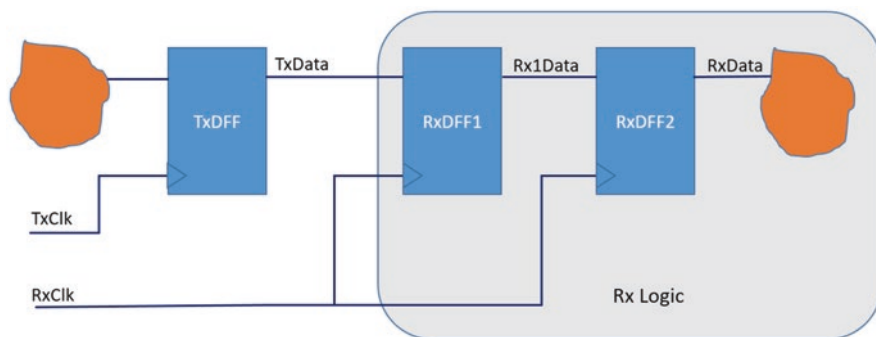 TxData
Rx1Data
RxData
TxDFF
RxDFF1
RxDFF2
TxClk
RxClk
Rx Logic